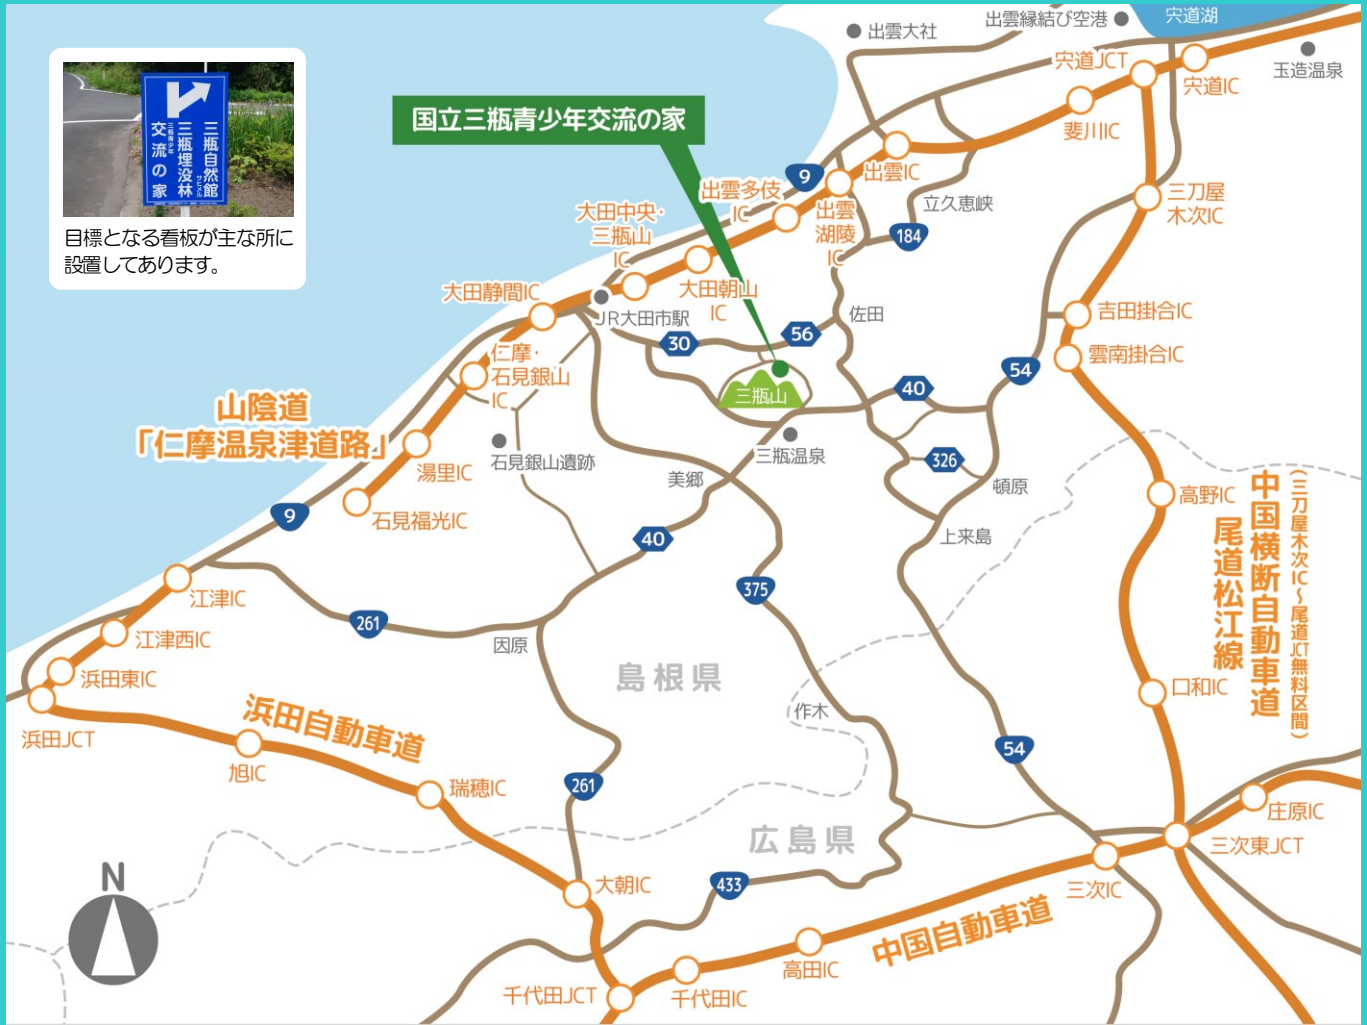 三瓶自然館
サヒメル
三瓶埋没林
三瓶青少年
交流の家
目標となる看板が主な所に
設置してあります。
国立三瓶青少年交流の家
出雲大社
出雲縁結び空港
宍道湖
玉造温泉
宍道JCT
宍道IC
斐川IC
出雲IC
三刀屋
木次IC
立久恵峡
184
9
出雲多伎
IC
出雲
湖陵
IC
大田中央・
三瓶山
IC
大田朝山
IC
大田静間IC
JR大田市駅
30
56
佐田
吉田掛合IC
雲南掛合IC
54
40
三瓶山
仁摩・
石見銀山
IC
山陰道
「仁摩温泉津道路」
湯里IC
石見銀山遺跡
三瓶温泉
美郷
326
頓原
高野IC
石見福光IC
9
40
上来島
(三刀屋木次IC～尾道JCT無料区間)
中国横断自動車道
尾道松江線
375
江津IC
261
江津西IC
因原
浜田東IC
島根県
口和IC
作木
浜田JCT
浜田自動車道
旭IC
54
瑞穂IC
261
庄原IC
広島県
三次東JCT
三次IC
433
大朝IC
N
中国自動車道
高田IC
千代田JCT
千代田IC